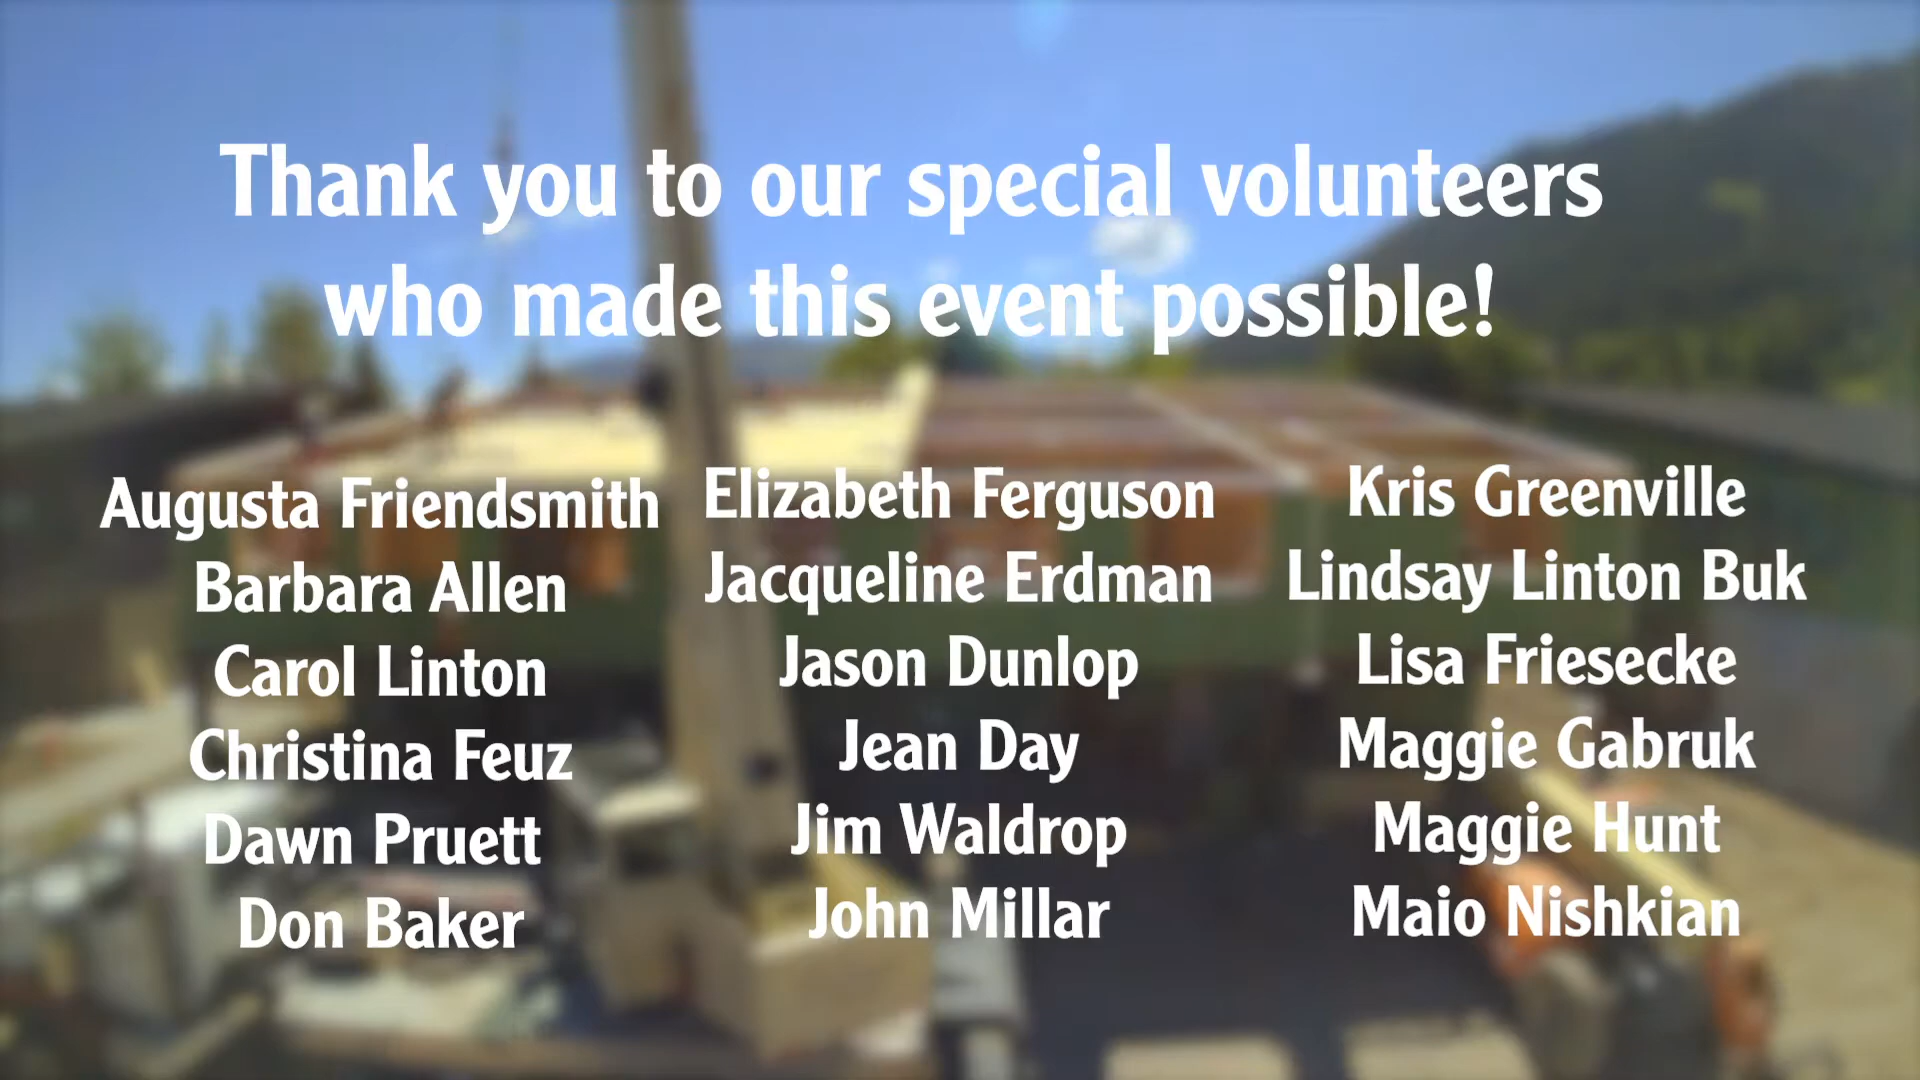 Thank you to our special volunteers
who made this event possible!
Augusta Friendsmith
Barbara Allen
Carol Linton
Christina Feuz
Dawn Pruett
Don Baker
Elizabeth Ferguson
Jacqueline Erdman
Jason Dunlop
Jean Day
Jim Waldrop
John Millar
Kris Greenville
Lindsay Linton Buk
Lisa Friesecke
Maggie Gabruk
Maggie Hunt
Maio Nishkian